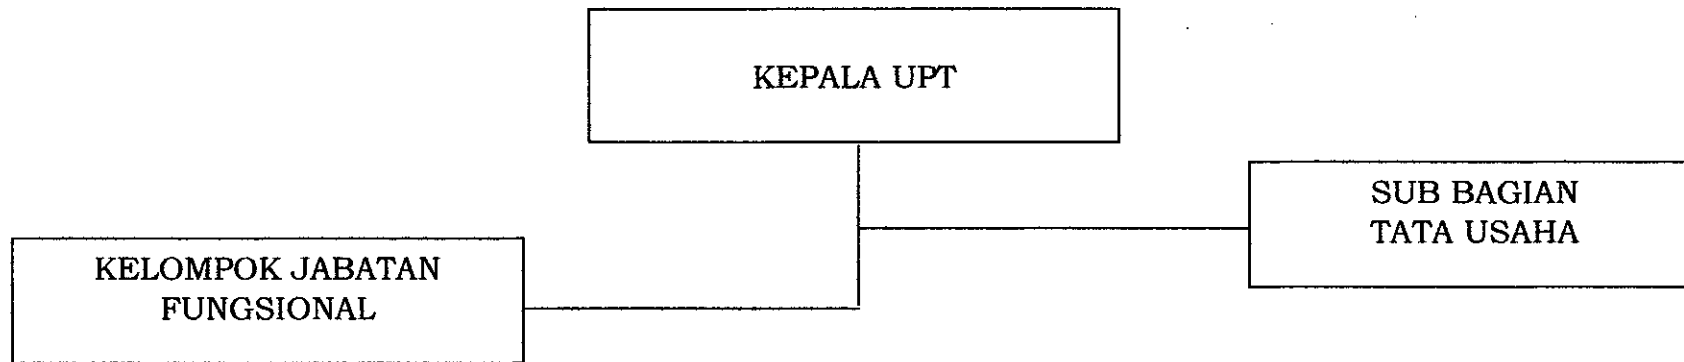 KEPALA UPT
SUB BAGIAN
TATA USAHA
KELOMPOK JABATAN
FUNGSIONAL